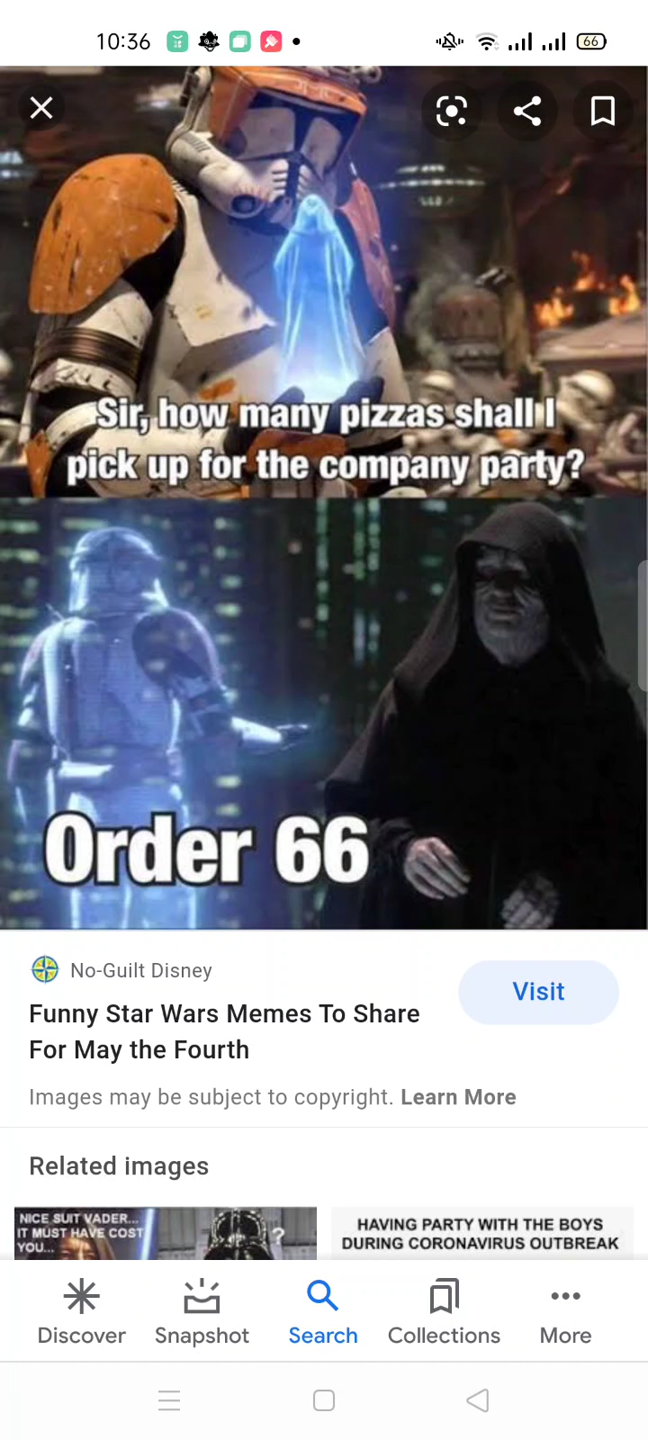 10:36
66
Sir, how many pizzas shall I
pick up for the company party?
Order 66
No-Guilt Disney
Visit
Funny Star Wars Memes To Share
For May the Fourth
Images may be subject to copyright. Learn More
Related images
NICE SUIT VADER...
IT MUST HAVE COST
YOU...
?
HAVING PARTY WITH THE BOYS
DURING CORONAVIRUS OUTBREAK
Discover Snapshot Search Collections More